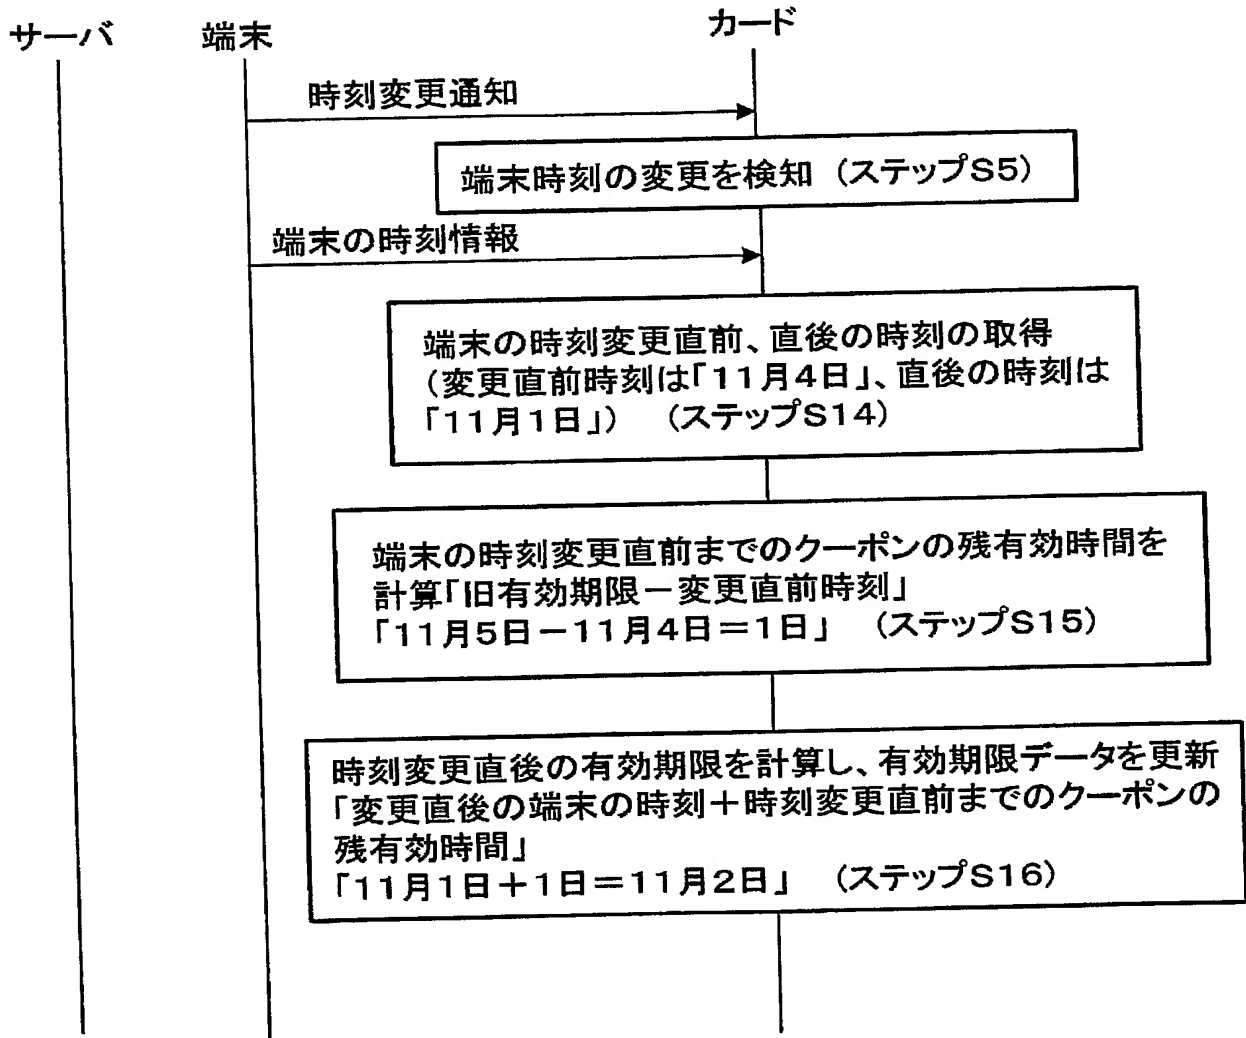 サーバ
端末
カード
時刻変更通知
端末時刻の変更を検知 (ステップS5)
端末の時刻情報
端末の時刻変更直前、直後の時刻の取得
(変更直前時刻は「11月4日」、直後の時刻は
「11月1日」) (ステップS14)
端末の時刻変更直前までのクーポンの残有効時間を
計算「旧有効期限-変更直前時刻」
「11月5日-11月4日=1日」 (ステップS15)
時刻変更直後の有効期限を計算し、有効期限データを更新
「変更直後の端末の時刻+時刻変更直前までのクーポンの
残有効時間」
「11月1日+1日=11月2日」 (ステップS16)